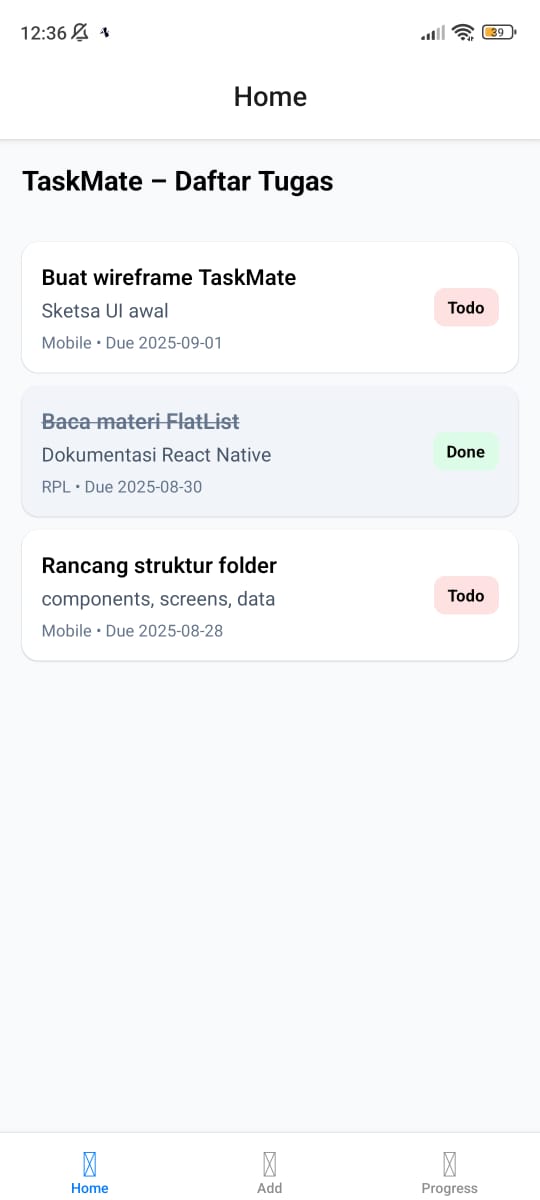 12:36
39
Home
TaskMate – Daftar Tugas
Buat wireframe TaskMate
Sketsa UI awal
Mobile • Due 2025-09-01
Todo
Baca materi FlatList
Dokumentasi React Native
RPL • Due 2025-08-30
Done
Rancang struktur folder
components, screens, data
Mobile • Due 2025-08-28
Todo
Home
Add
Progress